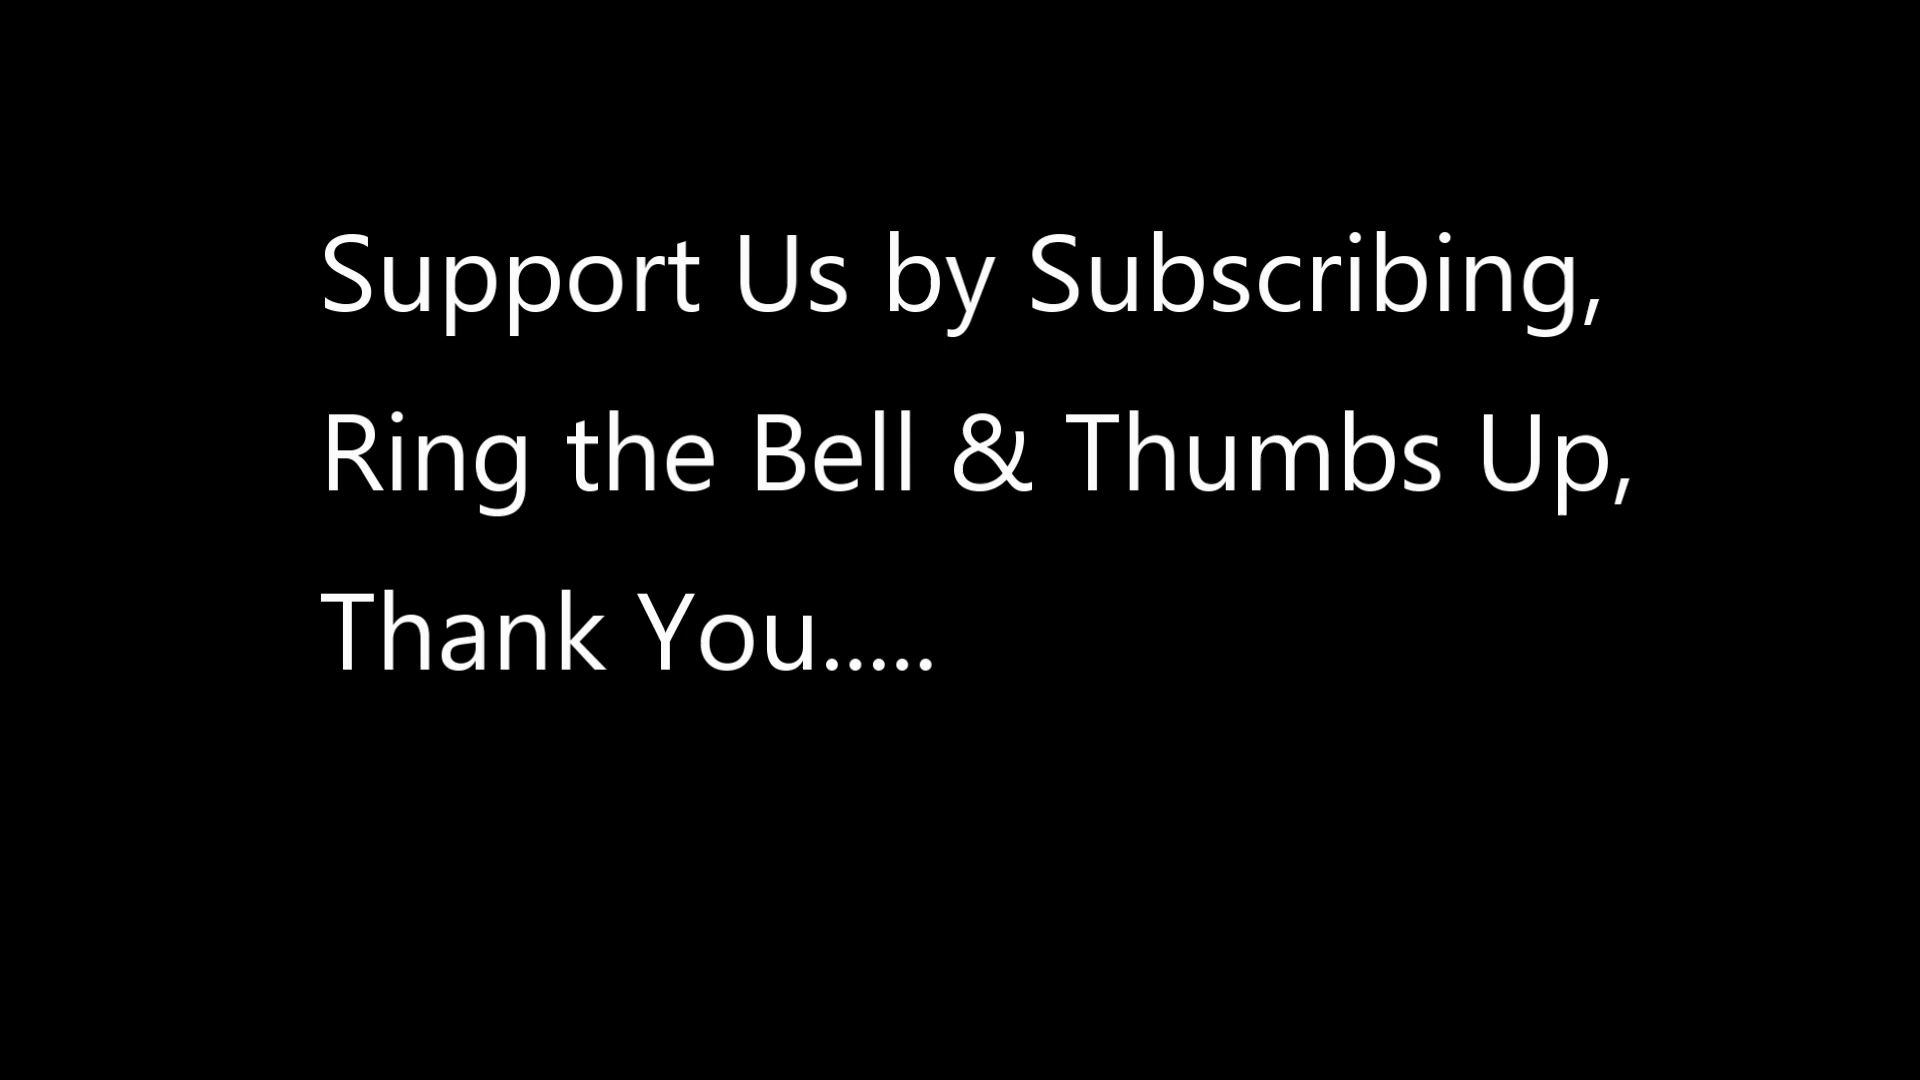 Support Us by Subscribing,
Ring the Bell & Thumbs Up,
Thank You.....